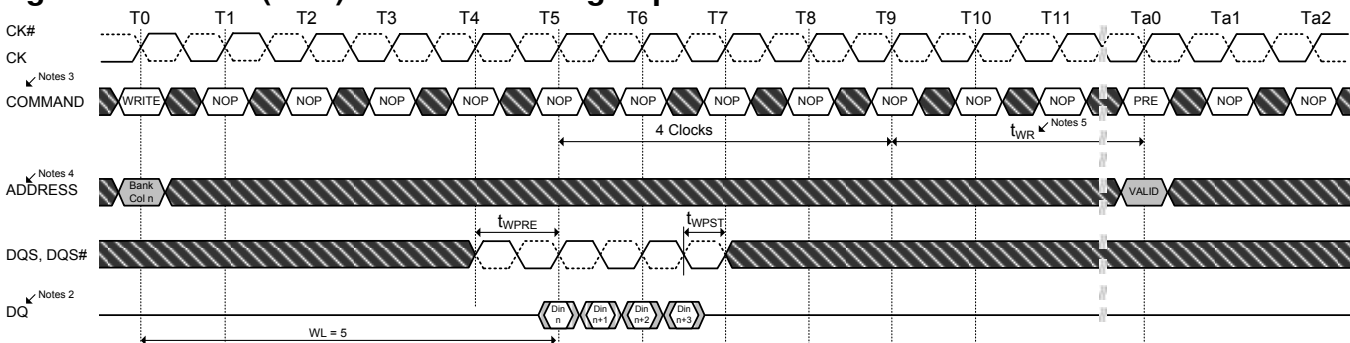 T0 T1 T2 T3 T4 T5 T6 T7 T8 T9 T10 T11 Ta0 Ta1 Ta2
CK#
CK
Notes 3
COMMAND WRITE NOP NOP NOP NOP NOP NOP NOP NOP NOP NOP NOP PRE NOP NOP
4 Clocks tWR Notes 5
Notes 4
ADDRESS Bank Col n VALID
tWPRE tWPST
DQS, DQS#
Notes 2
DQ Din n Din n+1 Din n+2 Din n+3
WL = 5